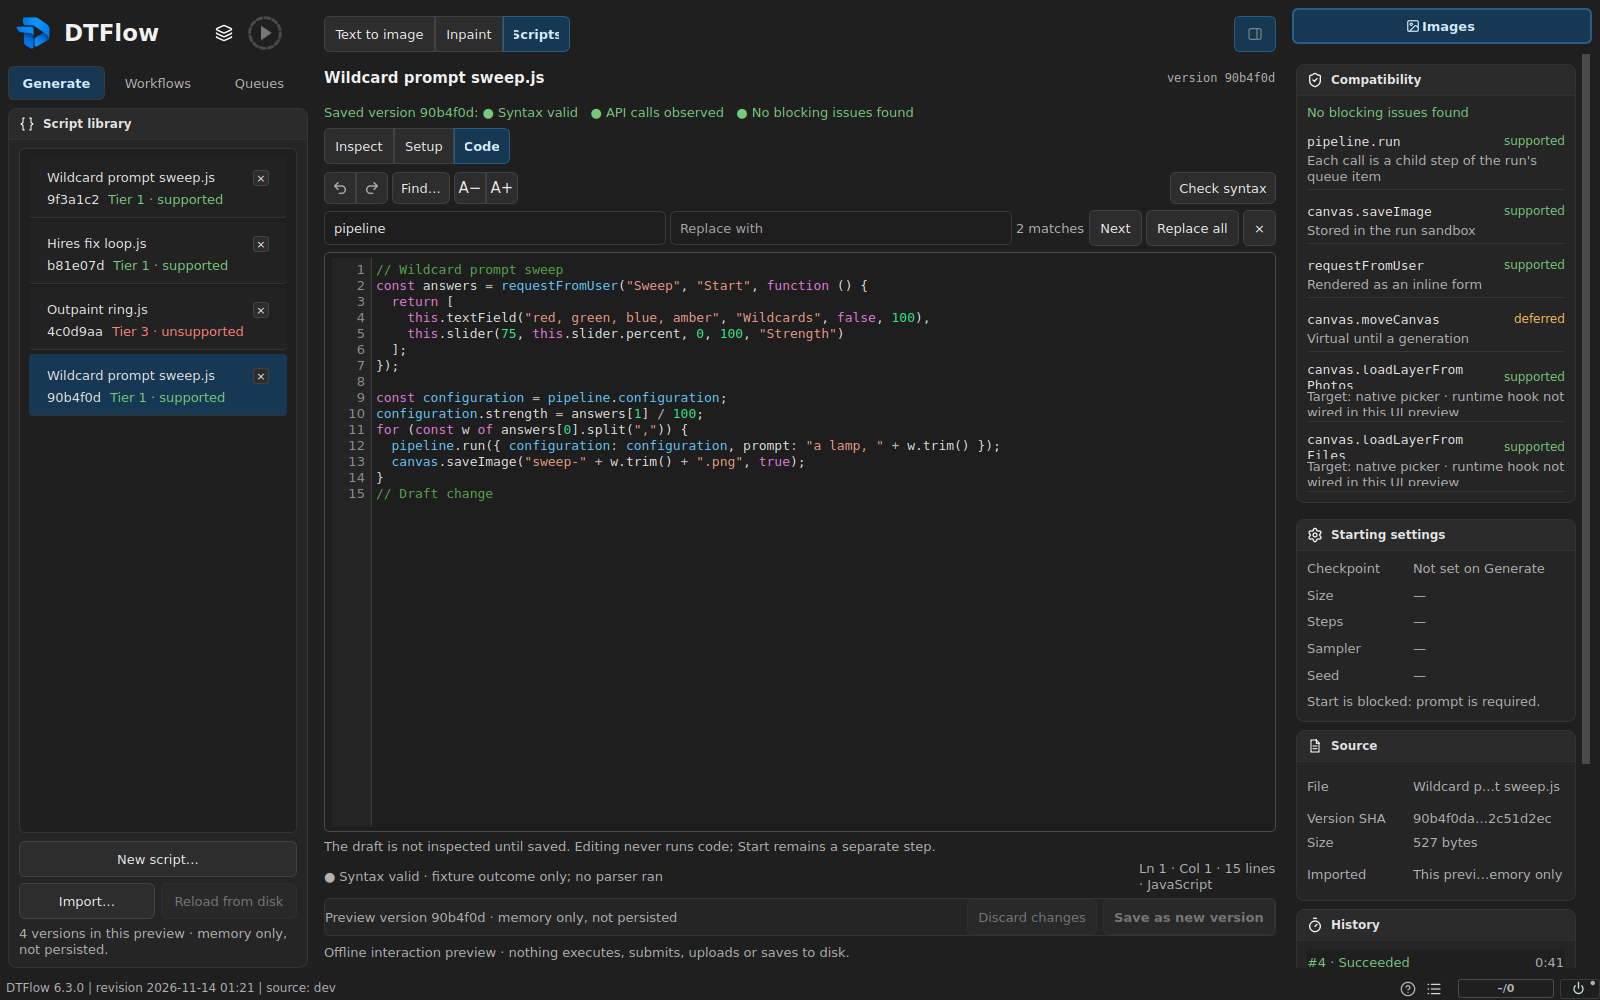 DTFlow
Text to image
Inpaint
Scripts
Images
Generate
Workflows
Queues
Script library
Wildcard prompt sweep.js
9f3a1c2 Tier 1 · supported
Hires fix loop.js
b81e07d Tier 1 · supported
Outpaint ring.js
4c0d9aa Tier 3 · unsupported
Wildcard prompt sweep.js
90b4f0d Tier 1 · supported
New script...
Import...
Reload from disk
4 versions in this preview · memory only,
not persisted.
Wildcard prompt sweep.js
version 90b4f0d
Saved version 90b4f0d: ● Syntax valid ● API calls observed ● No blocking issues found
Inspect
Setup
Code
Find...
A−
A+
Check syntax
pipeline
Replace with
2 matches
Next
Replace all
×
1 // Wildcard prompt sweep
2 const answers = requestFromUser("Sweep", "Start", function () {
3   return [
4     this.textField("red, green, blue, amber", "Wildcards", false, 100),
5     this.slider(75, this.slider.percent, 0, 100, "Strength")
6   ];
7 });
8
9 const configuration = pipeline.configuration;
10 configuration.strength = answers[1] / 100;
11 for (const w of answers[0].split(",")) {
12   pipeline.run({ configuration: configuration, prompt: "a lamp, " + w.trim() });
13   canvas.saveImage("sweep-" + w.trim() + ".png", true);
14 }
15 // Draft change
The draft is not inspected until saved. Editing never runs code; Start remains a separate step.
● Syntax valid · fixture outcome only; no parser ran
Ln 1 · Col 1 · 15 lines
· JavaScript
Preview version 90b4f0d · memory only, not persisted
Discard changes
Save as new version
Offline interaction preview · nothing executes, submits, uploads or saves to disk.
Compatibility
No blocking issues found
pipeline.run supported
Each call is a child step of the run's
queue item
canvas.saveImage supported
Stored in the run sandbox
requestFromUser supported
Rendered as an inline form
canvas.moveCanvas deferred
Virtual until a generation
canvas.loadLayerFrom
Photos
supported
Target: native picker · runtime hook not
wired in this UI preview
canvas.loadLayerFrom
Files
supported
Target: native picker · runtime hook not
wired in this UI preview
Starting settings
Checkpoint Not set on Generate
Size —
Steps —
Sampler —
Seed —
Start is blocked: prompt is required.
Source
File Wildcard p...t sweep.js
Version SHA 90b4f0da...2c51d2ec
Size 527 bytes
Imported This previ...emory only
History
#4 · Succeeded 0:41
DTFlow 6.3.0 | revision 2026-11-14 01:21 | source: dev
–/0